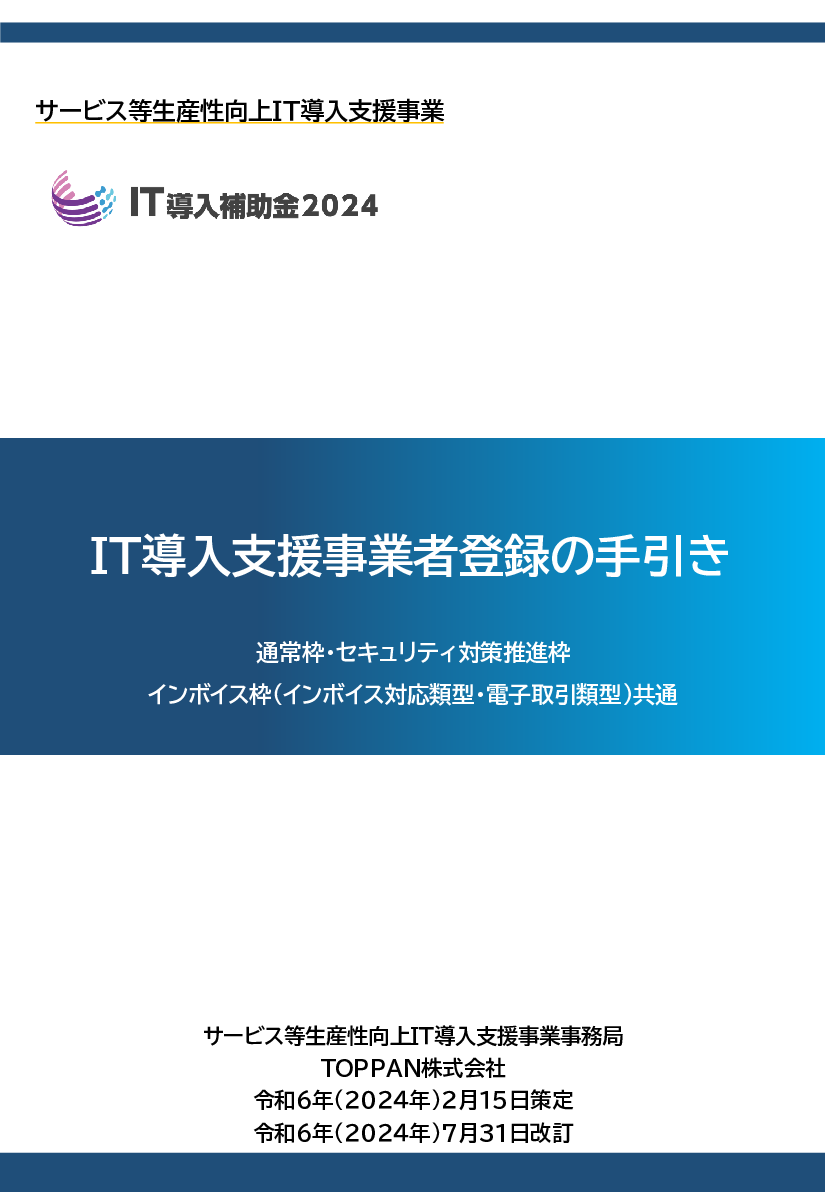 サービス等生産性向上IT導入支援事業
IT導入補助金2024
IT導入支援事業者登録の手引き
通常枠・セキュリティ対策推進枠
インボイス枠（インボイス対応類型・電子取引類型）共通
サービス等生産性向上IT導入支援事業事務局
TOPPAN株式会社
令和6年（2024年）2月15日策定
令和6年（2024年）7月31日改訂